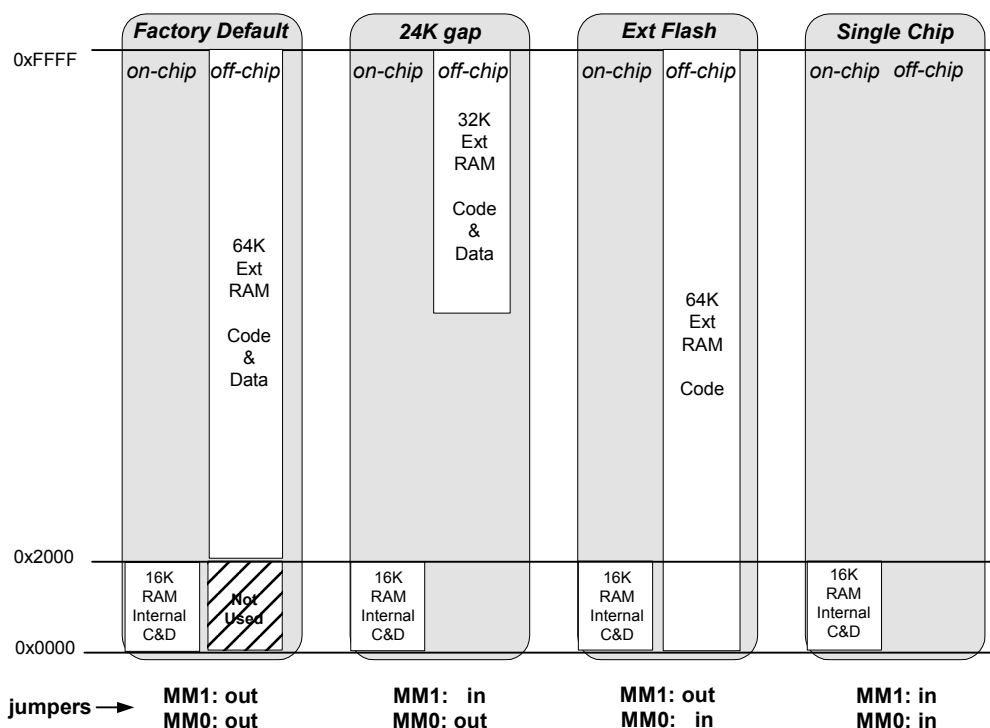 Factory Default
24K gap
Ext Flash
Single Chip
0xFFFF
on-chip off-chip
on-chip off-chip
on-chip off-chip
on-chip off-chip
32K
Ext
RAM
Code
&
Data
64K
Ext
RAM
Code
&
Data
64K
Ext
RAM
Code
0x2000
16K
RAM
Internal
C&D
Not
Used
16K
RAM
Internal
C&D
16K
RAM
Internal
C&D
16K
RAM
Internal
C&D
0x0000
jumpers
MM1: out
MM0: out
MM1: in
MM0: out
MM1: out
MM0: in
MM1: in
MM0: in